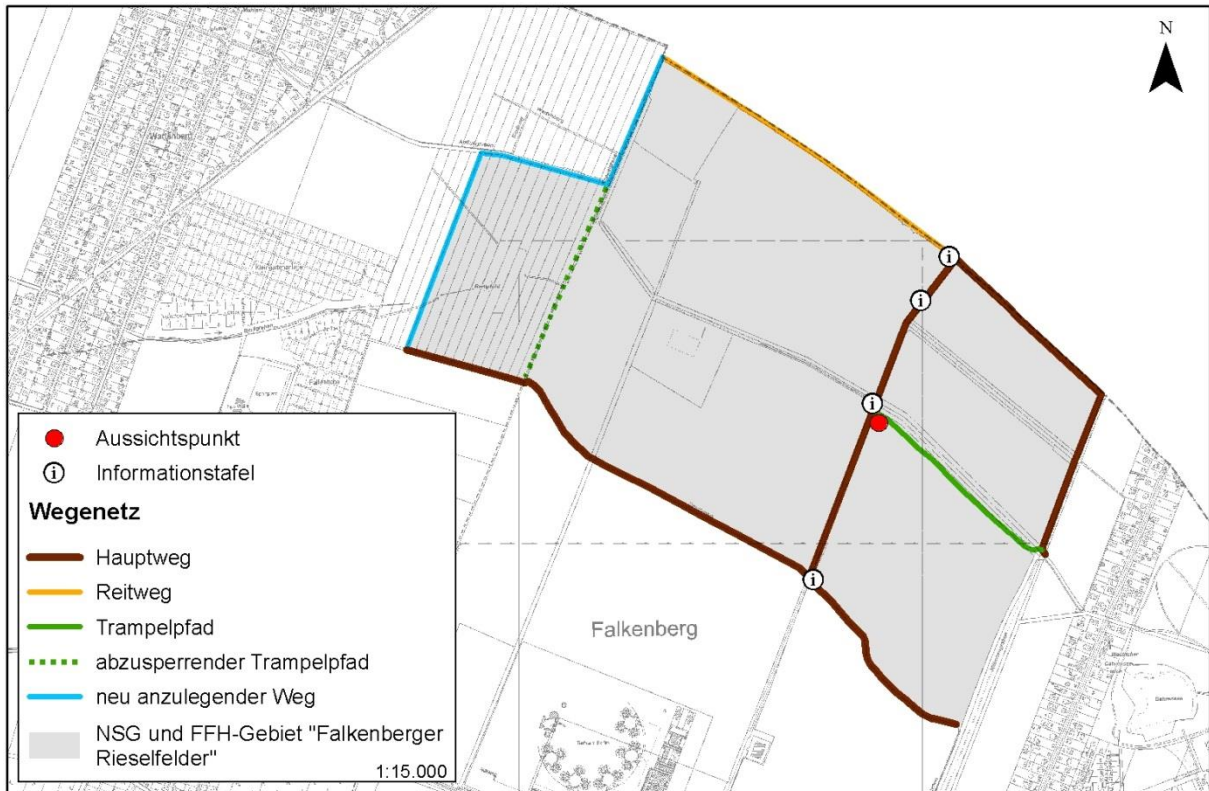 N
Wartenberg
Falkenberg
Aussichtspunkt
Informationstafel
Wegenetz
Hauptweg
Reitweg
Trampelpfad
abzusperrender Trampelpfad
neu anzulegender Weg
NSG und FFH-Gebiet "Falkenberger
Rieselfelder"
1:15.000